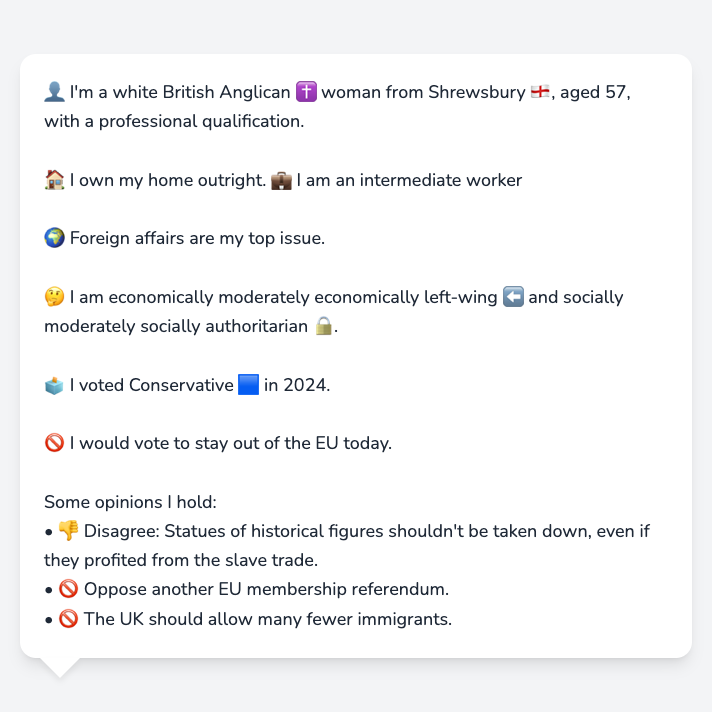 👤 I'm a white British Anglican ✝️ woman from Shrewsbury 🏴󠁧󠁢󠁥󠁮󠁧󠁿, aged 57,
with a professional qualification.
🏠 I own my home outright. 💼 I am an intermediate worker
🌍 Foreign affairs are my top issue.
🤔 I am economically moderately economically left-wing ⬅️ and socially
moderately socially authoritarian 🔒.
🗳️ I voted Conservative 🟦 in 2024.
🚫 I would vote to stay out of the EU today.
Some opinions I hold:
• 👎 Disagree: Statues of historical figures shouldn't be taken down, even if
they profited from the slave trade.
• 🚫 Oppose another EU membership referendum.
• 🚫 The UK should allow many fewer immigrants.